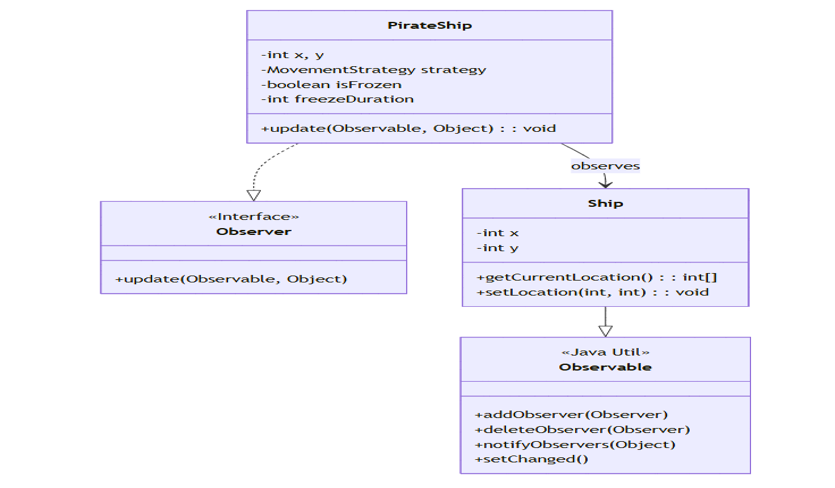 PirateShip
-int x, y
-MovementStrategy strategy
-boolean isFrozen
-int freezeDuration
+update(Observable, Object) : : void
observes
«Interface»
Observer
+update(Observable, Object)
Ship
-int x
-int y
+getCurrentLocation() : : int[]
+setLocation(int, int) : : void
«Java Util»
Observable
+addObserver(Observer)
+deleteObserver(Observer)
+notifyObservers(Object)
+setChanged()